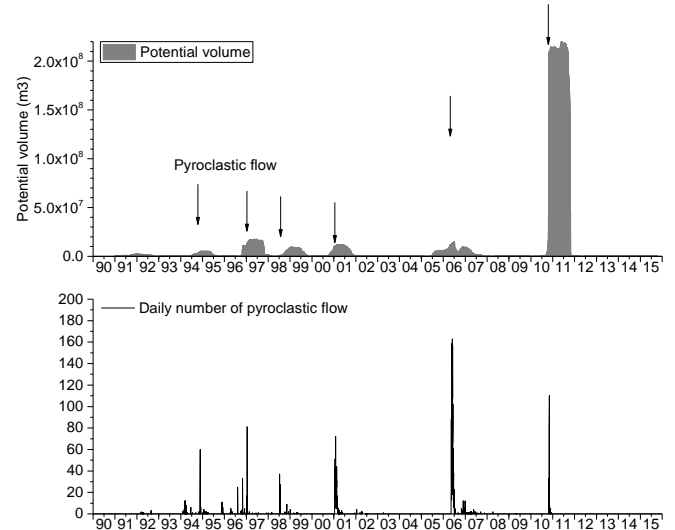 Potential volume
Potential volume (m3)
2.0x10⁸
1.5x10⁸
1.0x10⁸
5.0x10⁷
0.0
Pyroclastic flow
90 91 92 93 94 95 96 97 98 99 00 01 02 03 04 05 06 07 08 09 10 11 12 13 14 15
Daily number of pyroclastic flow
200
180
160
140
120
100
80
60
40
20
0
90 91 92 93 94 95 96 97 98 99 00 01 02 03 04 05 06 07 08 09 10 11 12 13 14 15